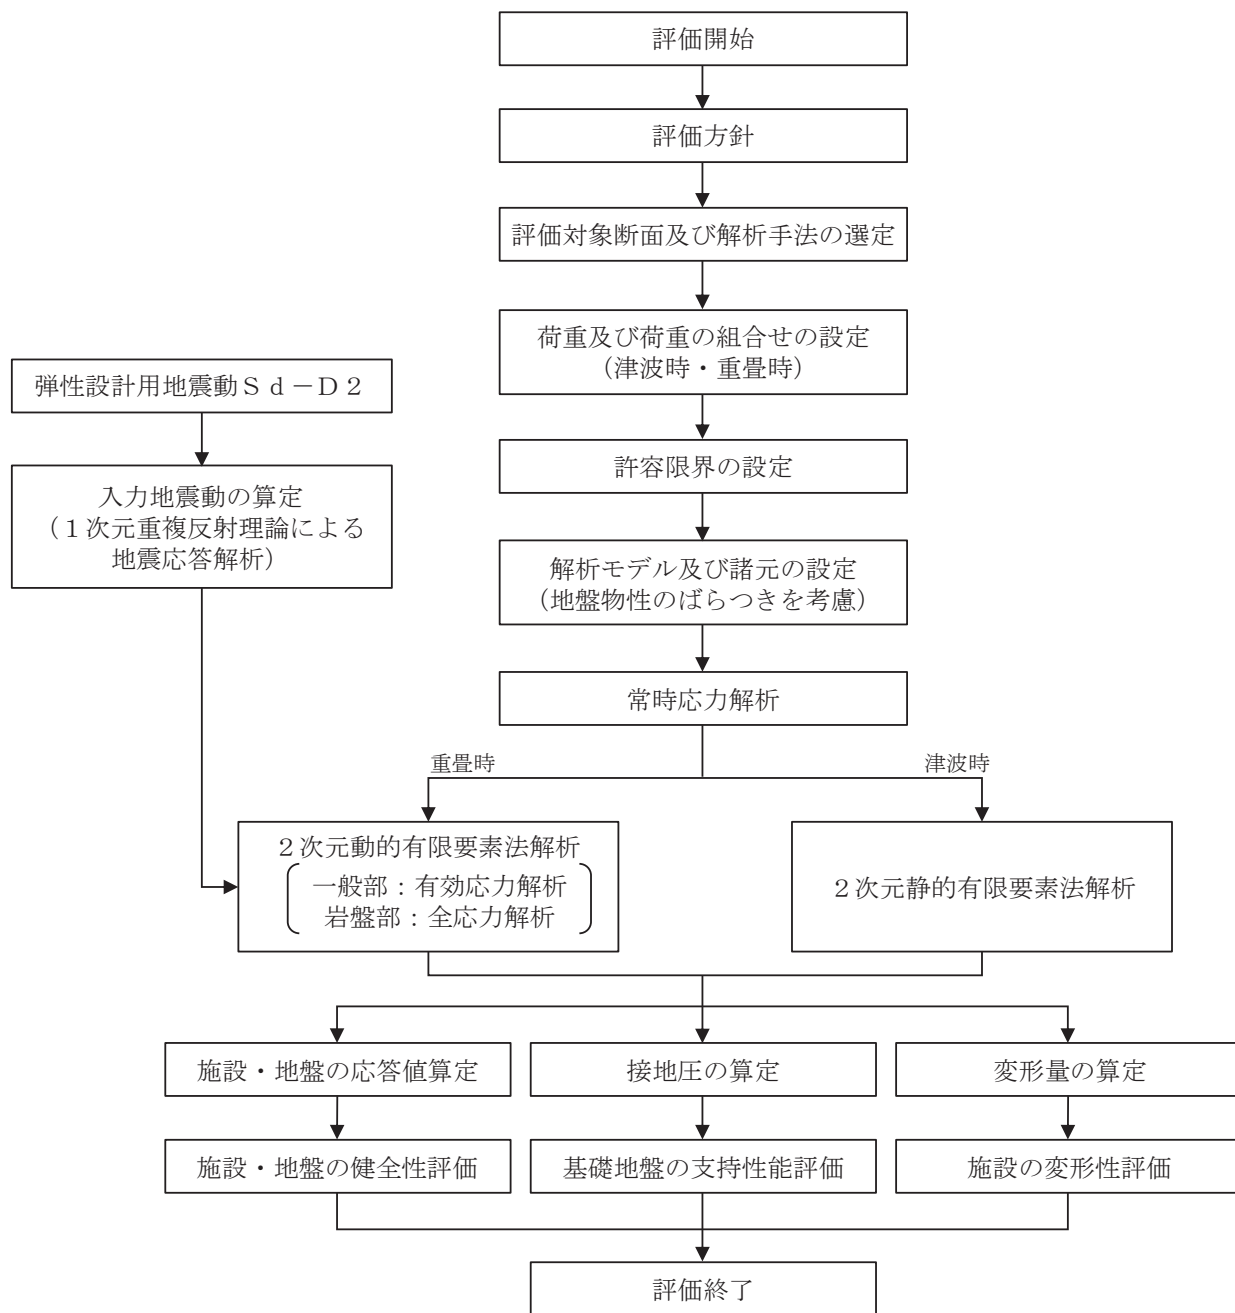 評価開始
評価方針
評価対象断面及び解析手法の選定
荷重及び荷重の組合せの設定
（津波時・重畳時）
弾性設計用地震動Ｓｄ－Ｄ２
許容限界の設定
入力地震動の算定
（１次元重複反射理論による
地震応答解析）
解析モデル及び諸元の設定
（地盤物性のばらつきを考慮）
常時応力解析
重畳時
津波時
２次元動的有限要素法解析
一般部：有効応力解析
岩盤部：全応力解析
２次元静的有限要素法解析
施設・地盤の応答値算定
接地圧の算定
変形量の算定
施設・地盤の健全性評価
基礎地盤の支持性能評価
施設の変形性評価
評価終了